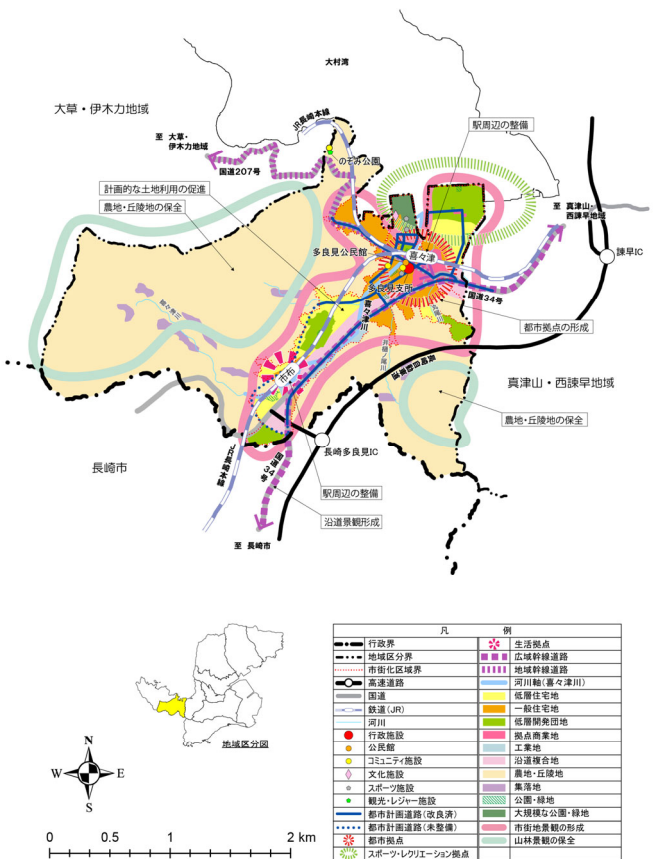 大村湾
大草・伊木力地域
JR長崎本線
駅周辺の整備
至 大草・
伊木力地域
のぞみ公園
国道207号
計画的な土地利用の促進
農地・丘陵地の保全
至 真津山・
西諫早地域
諫早IC
多良見公民館
喜々津
多良見支所
国道34号
喜々津川
都市拠点の形成
市布
長崎自動車道
真津山・西諫早地域
農地・丘陵地の保全
長崎市
JR長崎本線
国道34号
長崎多良見IC
駅周辺の整備
沿道景観形成
至 長崎市
地域区分図
N
W E
S
0 0.5 1 2 km
凡 例
行政界 生活拠点
地域区分界 広域幹線道路
市街化区域界 地域幹線道路
高速道路 河川軸(喜々津川)
国道 低層住宅地
鉄道(JR) 一般住宅地
河川 低層開発団地
行政施設 拠点商業地
公民館 工業地
コミュニティ施設 沿道複合地
文化施設 農地・丘陵地
スポーツ施設 集落地
観光・レジャー施設 公園・緑地
都市計画道路(改良済) 大規模な公園・緑地
都市計画道路(未整備) 市街地景観の形成
都市拠点 山林景観の保全
スポーツ・レクリエーション拠点